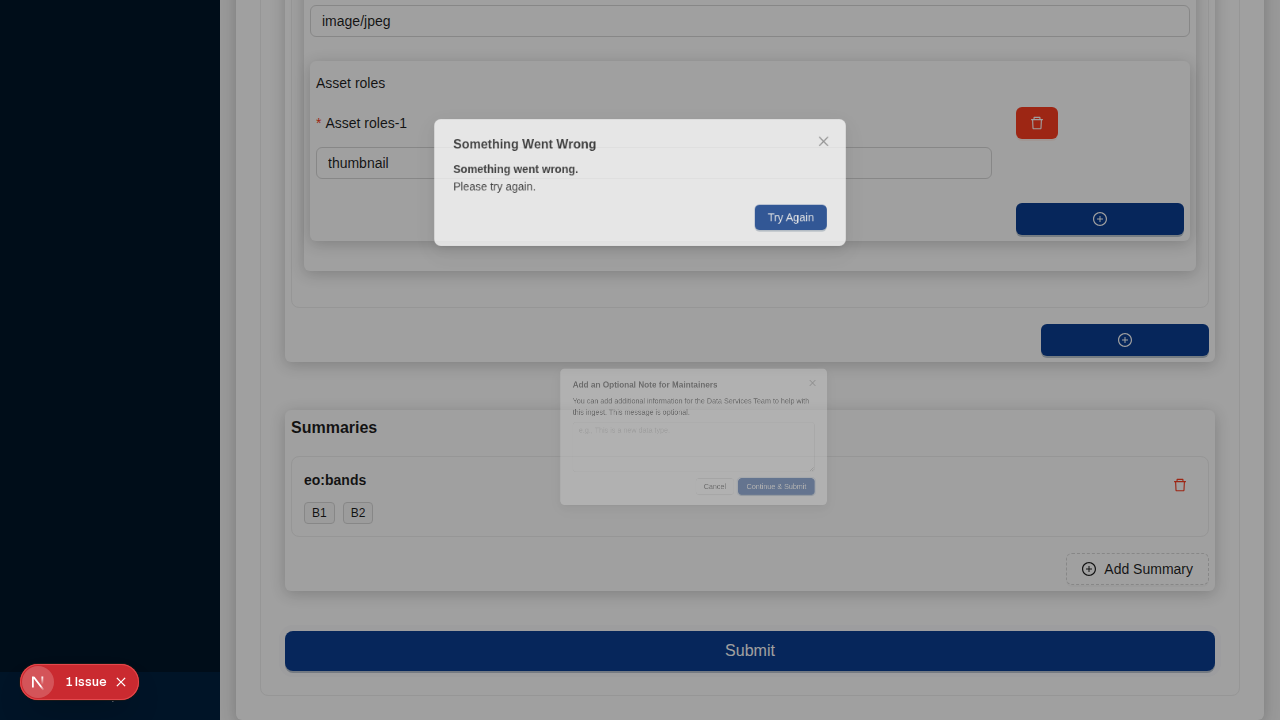 image/jpeg
Asset roles
* Asset roles-1
thumbnail
Something Went Wrong
Something went wrong.
Please try again.
Try Again
Add an Optional Note for Maintainers
You can add additional information for the Data Services Team to help with
this ingest. This message is optional.
e.g., This is a new data type.
Cancel
Continue & Submit
Summaries
eo:bands
B1 B2
Add Summary
Submit
1 Issue